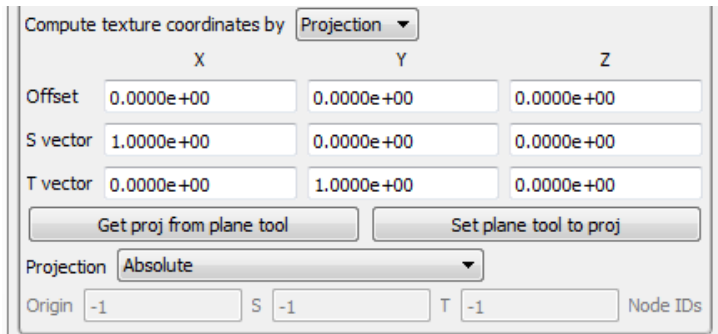 Compute texture coordinates by Projection
X Y Z
Offset 0.0000e+00 0.0000e+00 0.0000e+00
S vector 1.0000e+00 0.0000e+00 0.0000e+00
T vector 0.0000e+00 1.0000e+00 0.0000e+00
Get proj from plane tool Set plane tool to proj
Projection Absolute
Origin -1 S -1 T -1 Node IDs